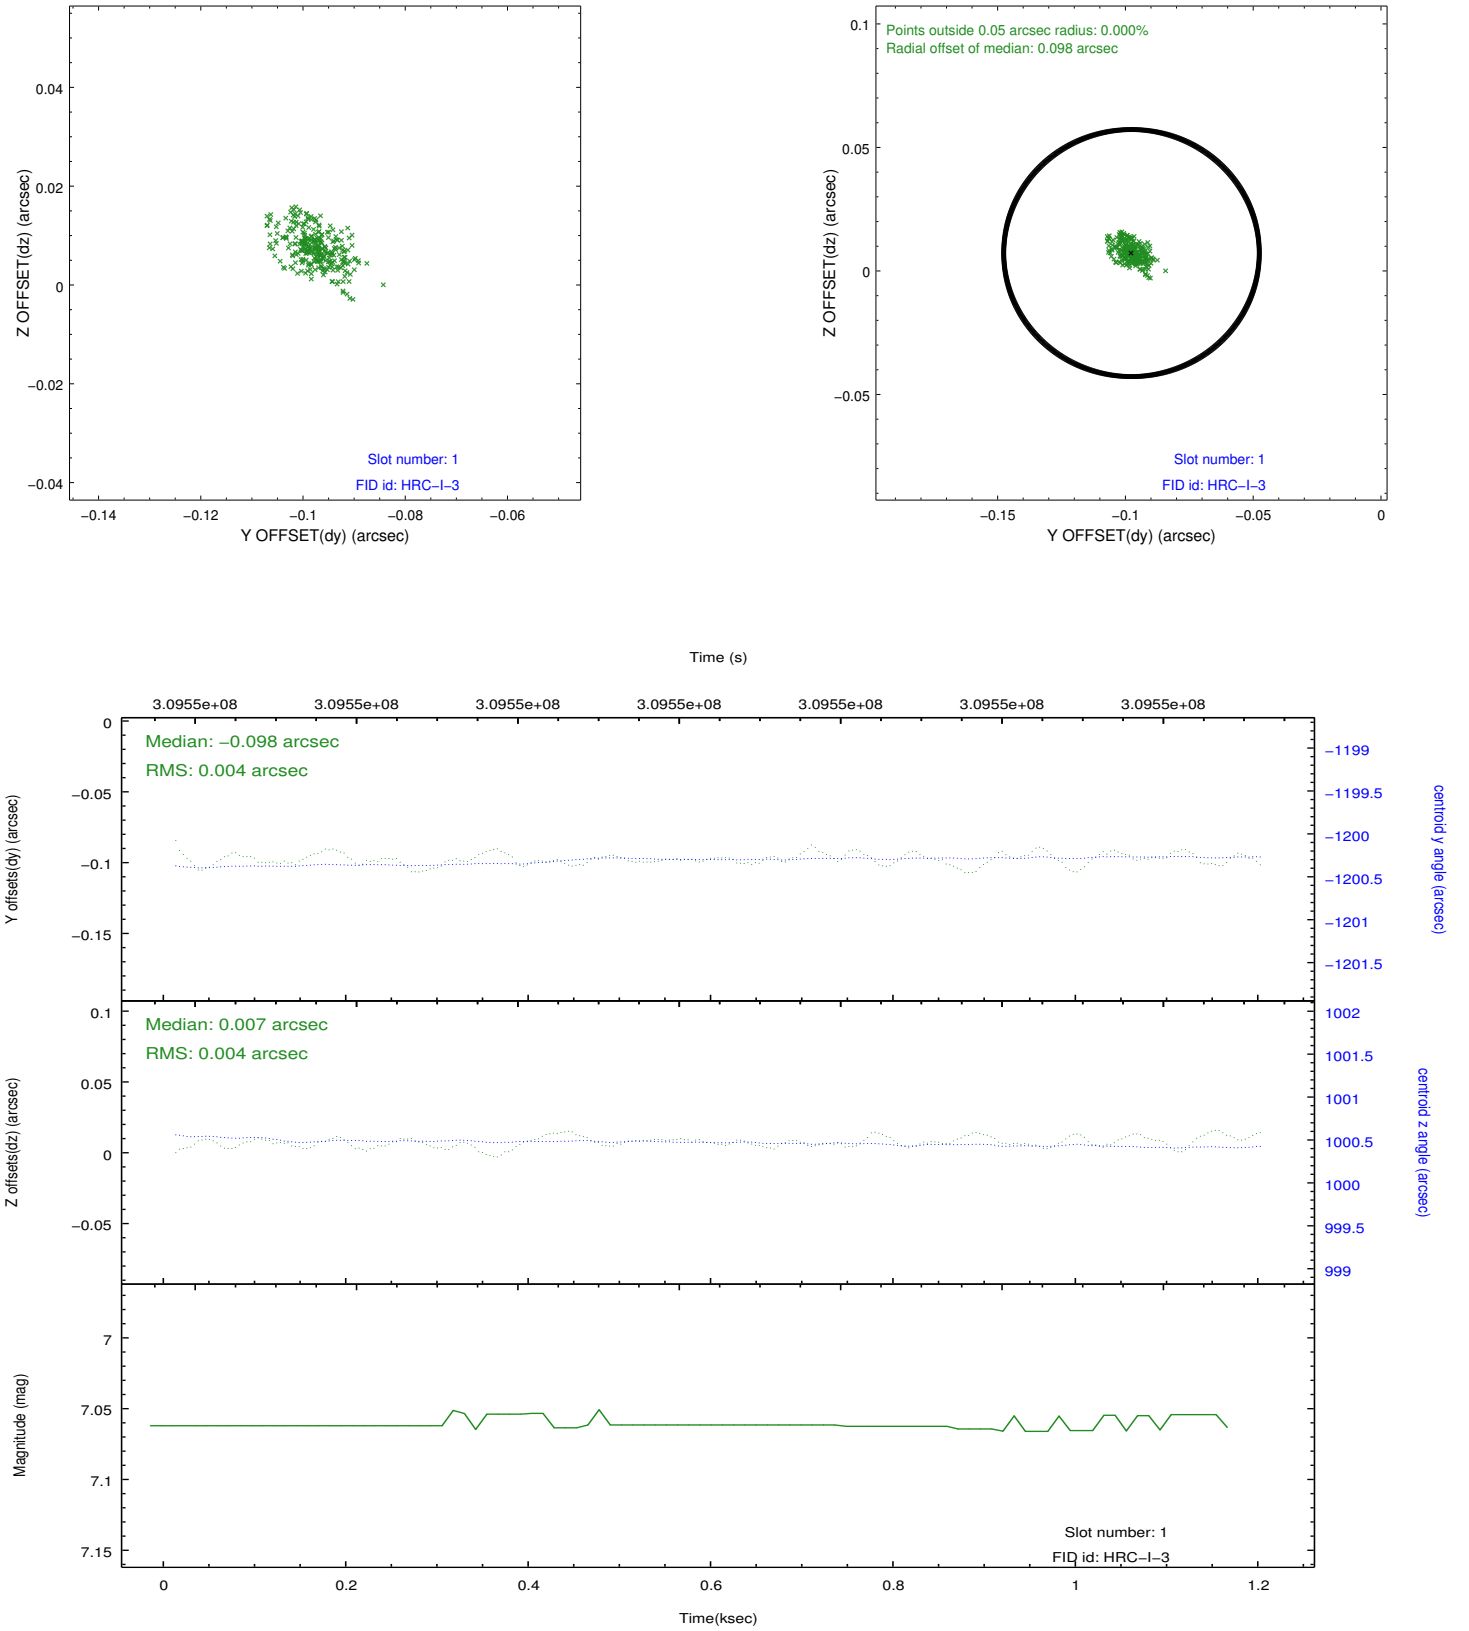 0.04
0.02
0
−0.02
−0.04
Z OFFSET(dz) (arcsec)
Slot number: 1
FID id: HRC−I−3
−0.14
−0.12
−0.1
−0.08
−0.06
Y OFFSET(dy) (arcsec)
Points outside 0.05 arcsec radius: 0.000%
Radial offset of median: 0.098 arcsec
0.1
0.05
0
−0.05
Z OFFSET(dz) (arcsec)
Slot number: 1
FID id: HRC−I−3
−0.15
−0.1
−0.05
0
Y OFFSET(dy) (arcsec)
Time (s)
3.0955e+08
3.0955e+08
3.0955e+08
3.0955e+08
3.0955e+08
3.0955e+08
3.0955e+08
Median: −0.098 arcsec
RMS: 0.004 arcsec
0
−0.05
−0.1
−0.15
Y offsets(dy) (arcsec)
−1199
−1199.5
−1200
−1200.5
−1201
−1201.5
centroid y angle (arcsec)
Median: 0.007 arcsec
RMS: 0.004 arcsec
0.1
0.05
0
−0.05
Z offsets(dz) (arcsec)
1002
1001.5
1001
1000.5
1000
999.5
999
centroid z angle (arcsec)
7
7.05
7.1
7.15
Magnitude (mag)
Slot number: 1
FID id: HRC−I−3
0
0.2
0.4
0.6
0.8
1
1.2
Time(ksec)